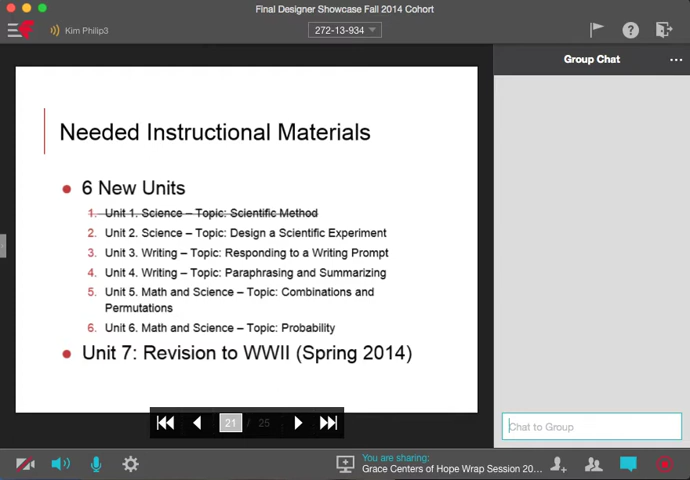 Final Designer Showcase Fall 2014 Cohort
Kim Philip3
272-13-934
Group Chat
Needed Instructional Materials
6 New Units
1. Unit 1. Science – Topic: Scientific Method
2. Unit 2. Science – Topic: Design a Scientific Experiment
3. Unit 3. Writing – Topic: Responding to a Writing Prompt
4. Unit 4. Writing – Topic: Paraphrasing and Summarizing
5. Unit 5. Math and Science – Topic: Combinations and
Permutations
6. Unit 6. Math and Science – Topic: Probability
Unit 7: Revision to WWII (Spring 2014)
21 / 25
Chat to Group
You are sharing:
Grace Centers of Hope Wrap Session 20...